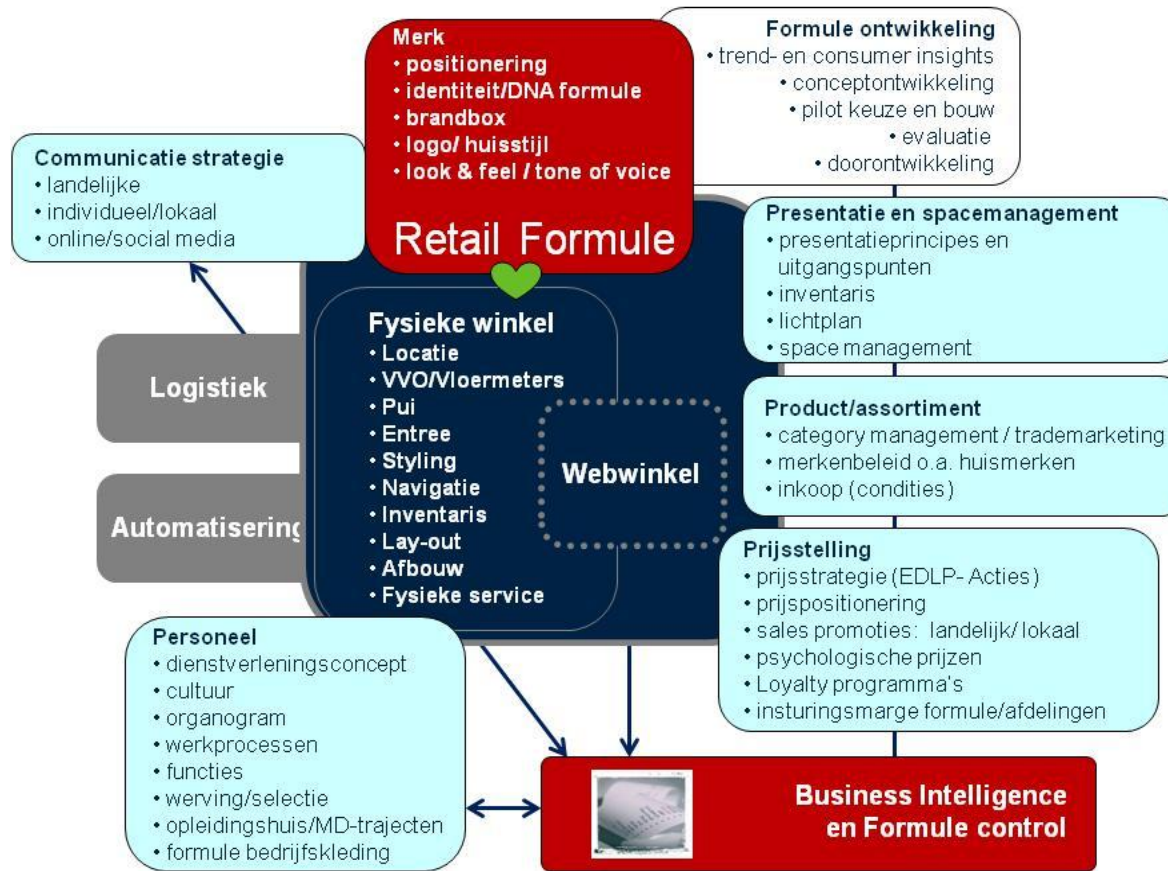 Merk
• positionering
• identiteit/DNA formule
• brandbox
• logo/ huisstijl
• look & feel / tone of voice
Retail Formule
Formule ontwikkeling
• trend- en consumer insights
• conceptontwikkeling
• pilot keuze en bouw
• evaluatie
• doorontwikkeling
Communicatie strategie
• landelijke
• individueel/lokaal
• online/social media
Presentatie en spacemanagement
• presentatieprincipes en
uitgangspunten
• inventaris
• lichtplan
• space management
Logistiek
Automatisering
Fysieke winkel
• Locatie
• VVO/Vloermeters
• Pui
• Entree
• Styling
• Navigatie
• Inventaris
• Lay-out
• Afbouw
• Fysieke service
Webwinkel
Product/assortiment
• category management / trademarketing
• merkenbeleid o.a. huismerken
• inkoop (condities)
Prijsstelling
• prijsstrategie (EDLP- Acties)
• prijspositionering
• sales promoties: landelijk/ lokaal
• psychologische prijzen
• Loyalty programma's
• insturingsmarge formule/afdelingen
Personeel
• dienstverleningsconcept
• cultuur
• organogram
• werkprocessen
• functies
• werving/selectie
• opleidingshuis/MD-trajecten
• formule bedrijfskleding
Business Intelligence
en Formule control